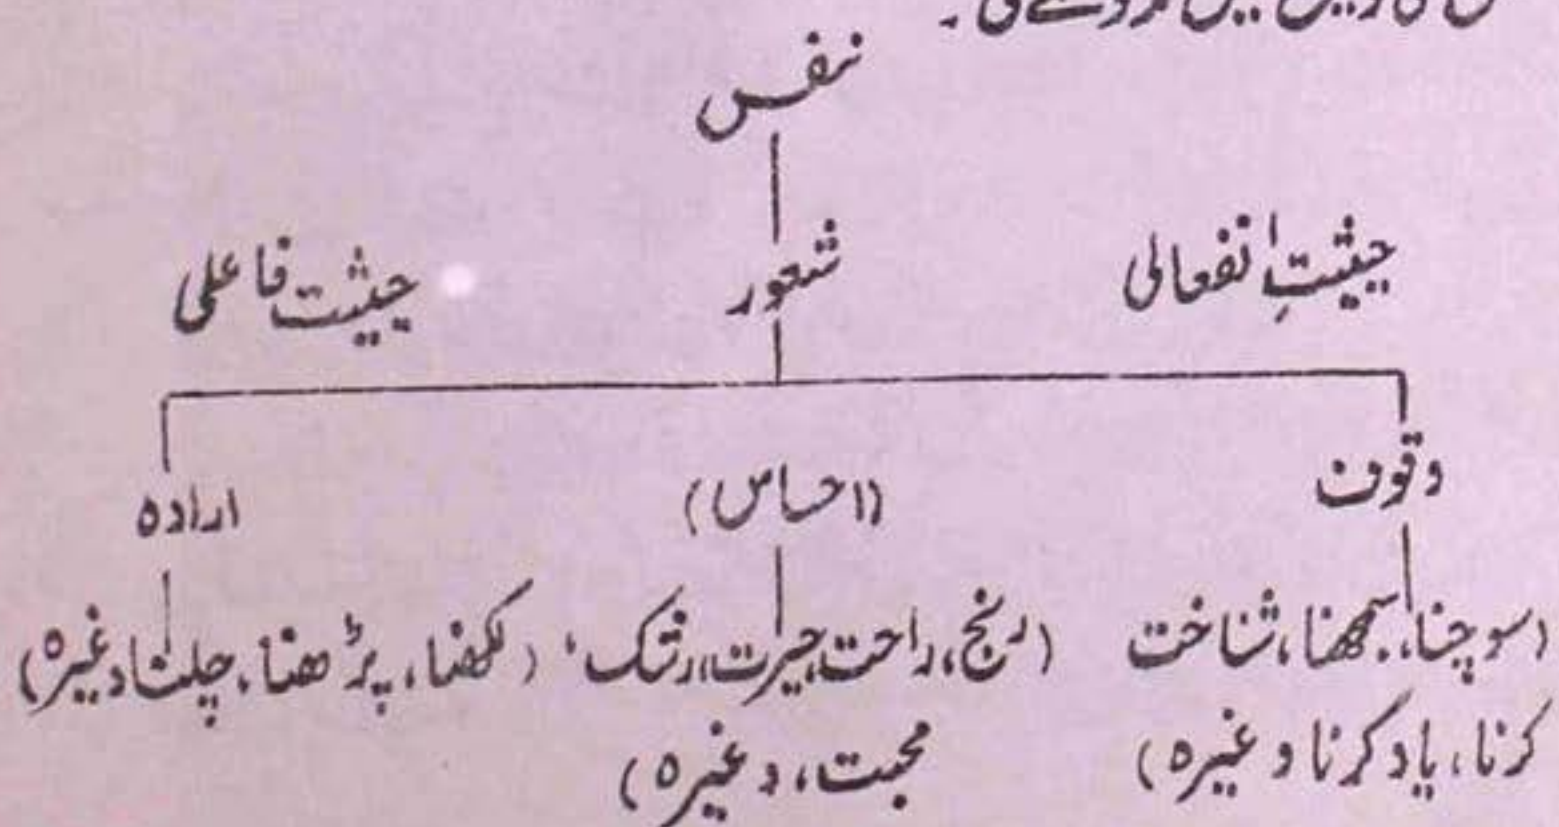 نفس
حیثیتِ انفعالی شعور حیثیت فاعلی
وقوف (احساس) ارادہ
(سوچنا، سمجھنا، شناخت (رنج، راحت، حیرت، رشک، (لکھنا، پڑھنا، چلنا وغیرہ)
کرنا، یاد کرنا وغیرہ) محبت، وغیرہ)